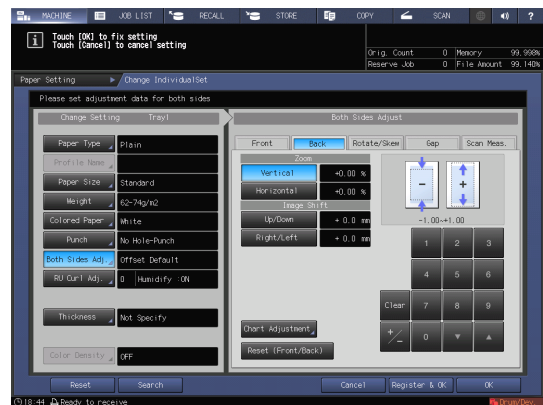 MACHINE JOB LIST RECALL STORE COPY SCAN ?
Touch [OK] to fix setting
Touch [Cancel] to cancel setting
Orig. Count 0 Memory 99.998%
Reserve Job 0 File Amount 99.140%
Paper Setting Change IndividualSet
Please set adjustment data for both sides
Change Setting Tray1
Both Sides Adjust
Paper Type Plain
Profile Name
Paper Size Standard
Weight 62-74g/m2
Colored Paper White
Punch No Hole-Punch
Both Sides Adj. Offset Default
RU Curl Adj. 0 Humidify :ON
Thickness Not Specify
Color Density OFF
Front Back Rotate/Skew Gap Scan Meas.
Zoom
Vertical +0.00 %
Horizontal +0.00 %
Image Shift
Up/Down + 0.0 mm
Right/Left + 0.0 mm
Chart Adjustment
Reset (Front/Back)
- +
-1.00~+1.00
1 2 3
4 5 6
Clear 7 8 9
+/- 0 ▼ ▲
Reset Search Cancel Register & OK OK
18:44 Ready to receive Drum/Dev.